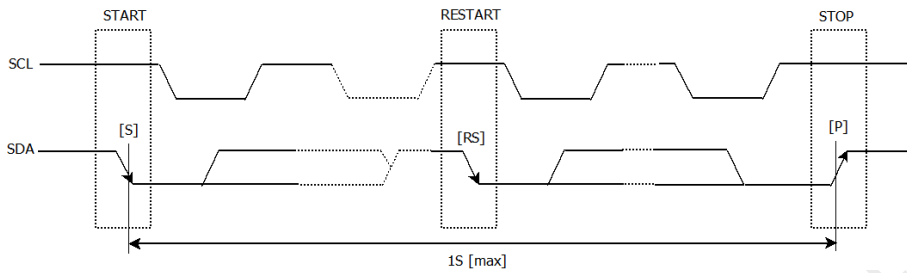 START RESTART STOP
SCL
[S] [RS] [P]
SDA
1S [max]